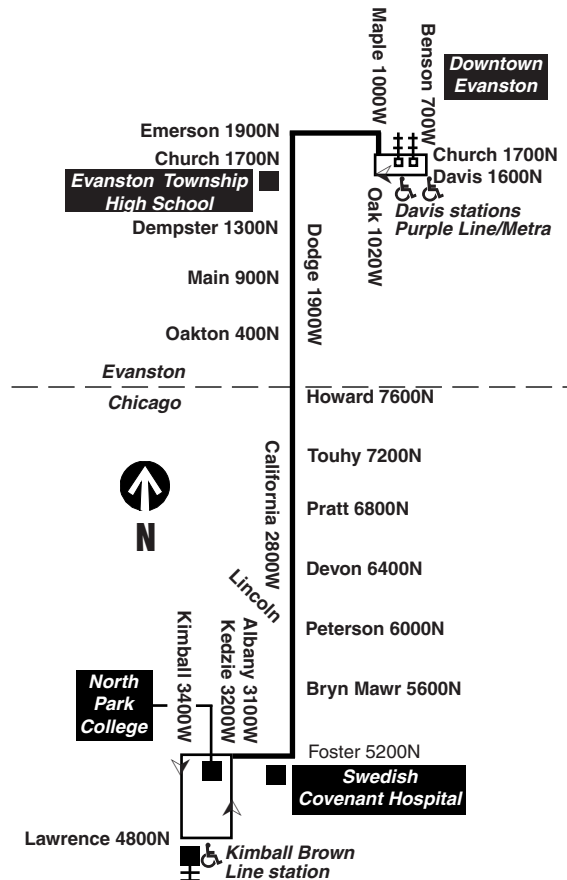 Maple 1000W
Benson 700W
Downtown
Evanston
Emerson 1900N
Church 1700N
Evanston Township
High School
Church 1700N
Davis 1600N
Oak 1020W
Davis stations
Purple Line/Metra
Dempster 1300N
Dodge 1900W
Main 900N
Oakton 400N
Evanston
Chicago
Howard 7600N
California 2800W
Touhy 7200N
Pratt 6800N
N
Devon 6400N
Lincoln
Peterson 6000N
Kimball 3400W
Kedzie 3200W
Albany 3100W
North
Park
College
Bryn Mawr 5600N
Foster 5200N
Swedish
Covenant Hospital
Lawrence 4800N
Kimball Brown
Line station